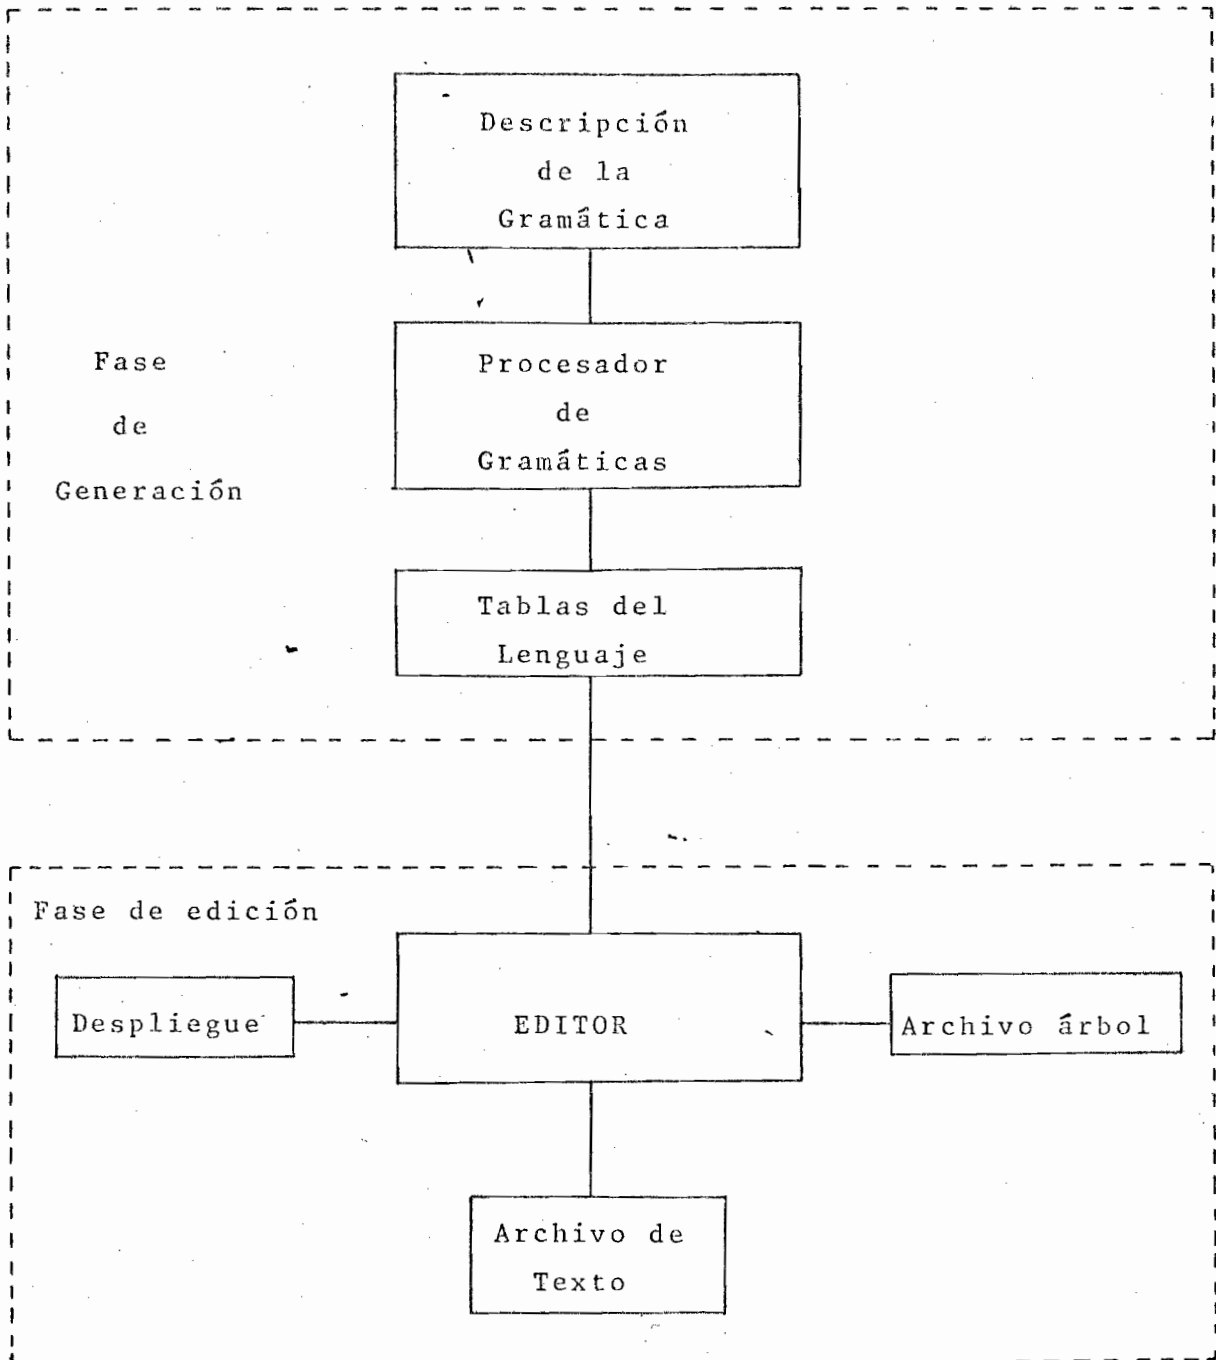 Descripción
de la
Gramática
Fase
de
Generación
Procesador
de
Gramáticas
Tablas del
Lenguaje
Fase de edición
Despliegue
EDITOR
Archivo árbol
Archivo de
Texto